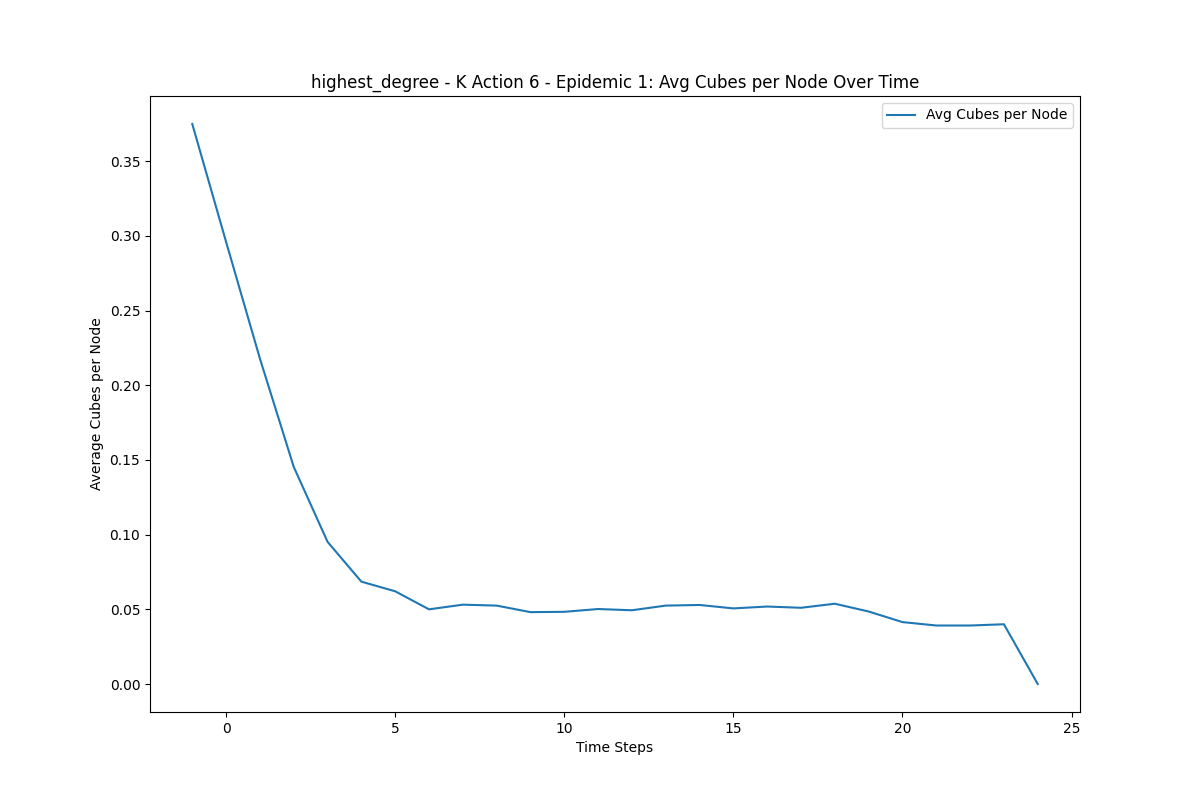 highest_degree - K Action 6 - Epidemic 1: Avg Cubes per Node Over Time
Avg Cubes per Node
Average Cubes per Node
0.35
0.30
0.25
0.20
0.15
0.10
0.05
0.00
0 5 10 15 20 25
Time Steps